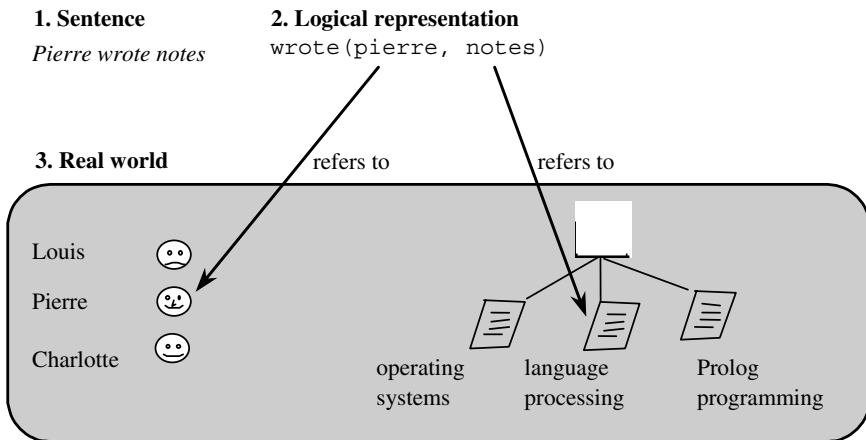 1. Sentence
Pierre wrote notes
2. Logical representation
wrote(pierre, notes)
3. Real world
refers to
refers to
Louis
Pierre
Charlotte
operating
systems
language
processing
Prolog
programming